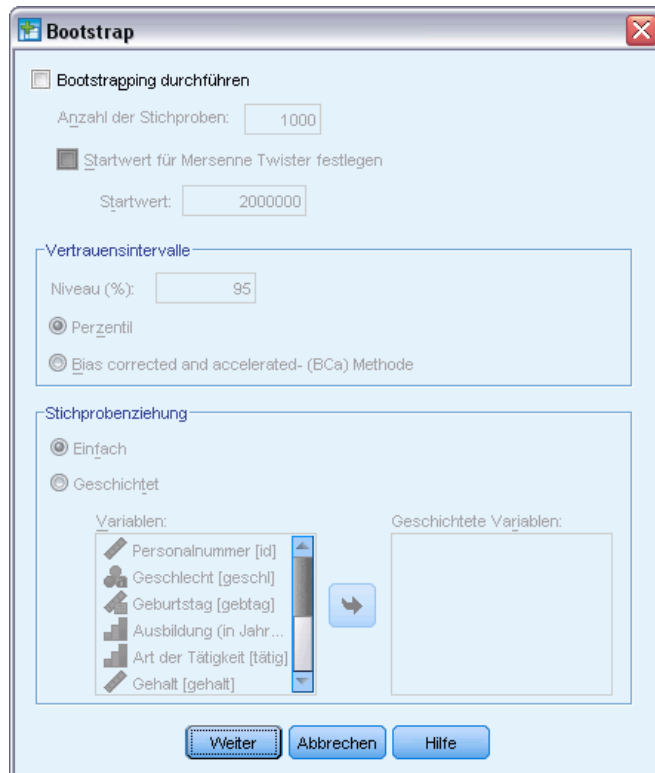 Bootstrap
Bootstrapping durchführen
Anzahl der Stichproben: 1000
Startwert für Mersenne Twister festlegen
Startwert: 2000000
Vertrauensintervalle
Niveau (%): 95
Perzentil
Bias corrected and accelerated- (BCa) Methode
Stichprobenziehung
Einfach
Geschichtet
Variablen:
Personalnummer [id]
Geschlecht [geschl]
Geburtstag [gebtag]
Ausbildung (in Jahr...
Art der Tätigkeit [tätig]
Gehalt [gehalt]
Geschichtete Variablen:
Weiter Abbrechen Hilfe